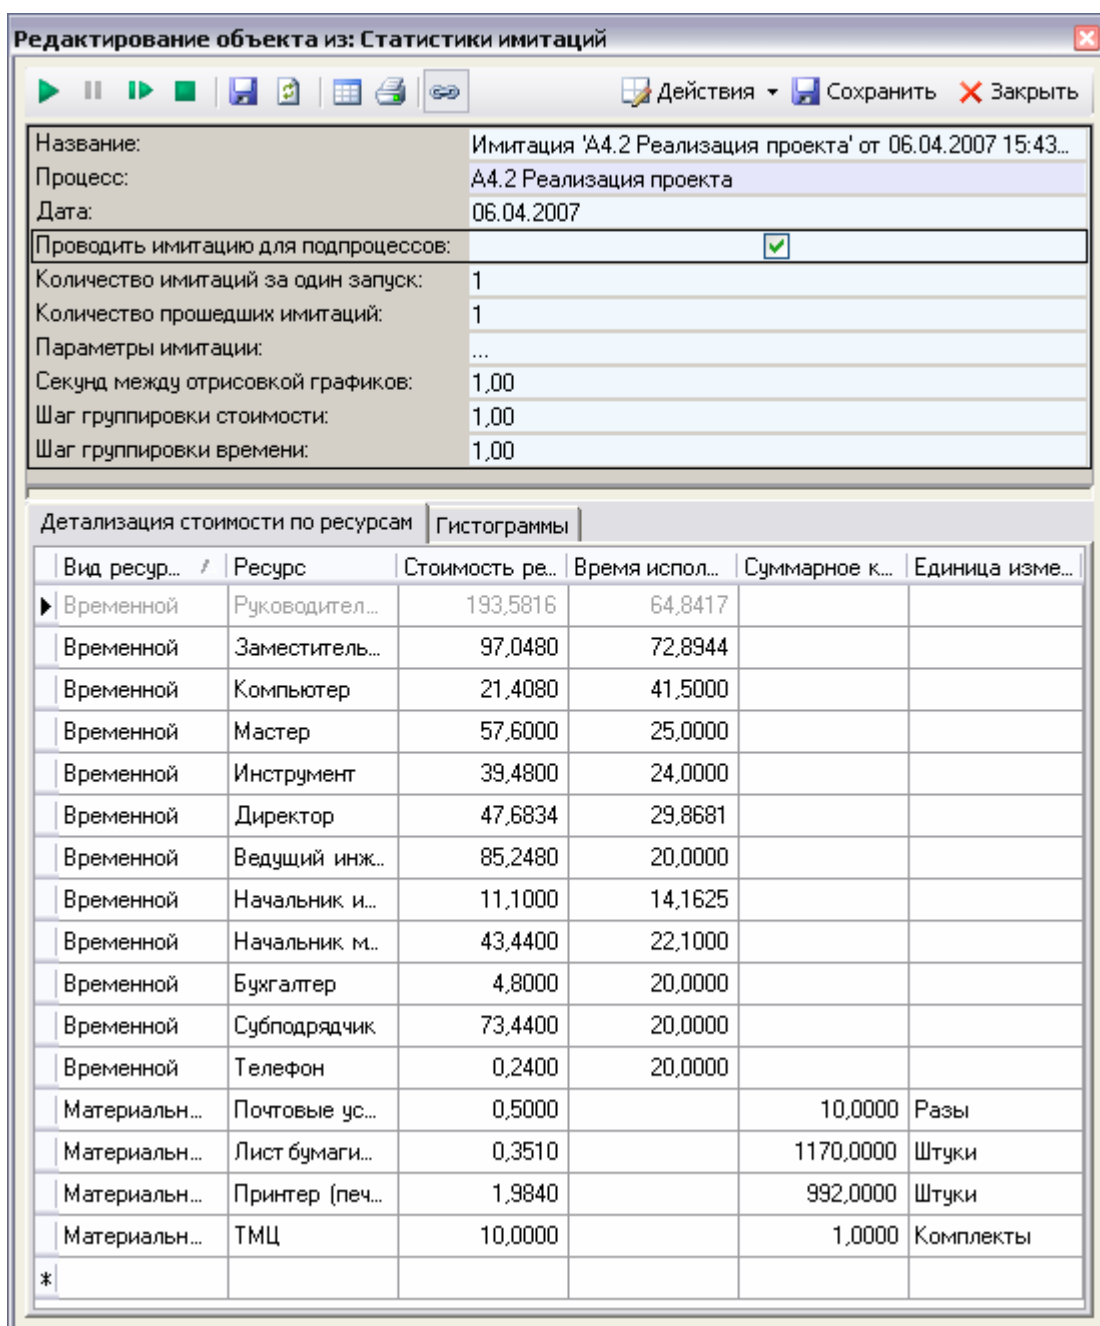 Редактирование объекта из: Статистики имитаций
Действия Сохранить Закрыть
Название: Имитация 'А4.2 Реализация проекта' от 06.04.2007 15:43...
Процесс: А4.2 Реализация проекта
Дата: 06.04.2007
Проводить имитацию для подпроцессов:
Количество имитаций за один запуск: 1
Количество прошедших имитаций: 1
Параметры имитации: ...
Секунд между отрисовкой графиков: 1,00
Шаг группировки стоимости: 1,00
Шаг группировки времени: 1,00
Детализация стоимости по ресурсам Гистограммы
Вид ресур... Ресурс Стоимость ре... Время испол... Суммарное к... Единица изме...
Временной Руководител... 193,5816 64,8417
Временной Заместитель... 97,0480 72,8944
Временной Компьютер 21,4080 41,5000
Временной Мастер 57,6000 25,0000
Временной Инструмент 39,4800 24,0000
Временной Директор 47,6834 29,8681
Временной Ведущий инж... 85,2480 20,0000
Временной Начальник и... 11,1000 14,1625
Временной Начальник м... 43,4400 22,1000
Временной Бухгалтер 4,8000 20,0000
Временной Субподрядчик 73,4400 20,0000
Временной Телефон 0,2400 20,0000
Материальн... Почтовые ус... 0,5000 10,0000 Разы
Материальн... Лист бумаги... 0,3510 1170,0000 Штуки
Материальн... Принтер (печ... 1,9840 992,0000 Штуки
Материальн... ТМЦ 10,0000 1,0000 Комплекты
*